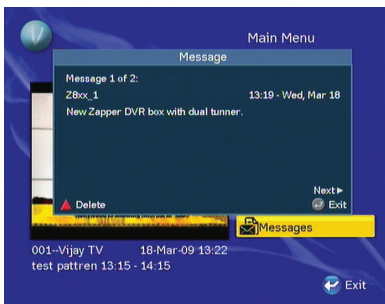 Main Menu
Message
Message 1 of 2:
Z8xx_1 13:19 - Wed, Mar 18
New Zapper DVR box with dual tunner.
Next
Delete Exit
Messages
001--Vijay TV 18-Mar-09 13:22
test pattren 13:15 - 14:15
Exit